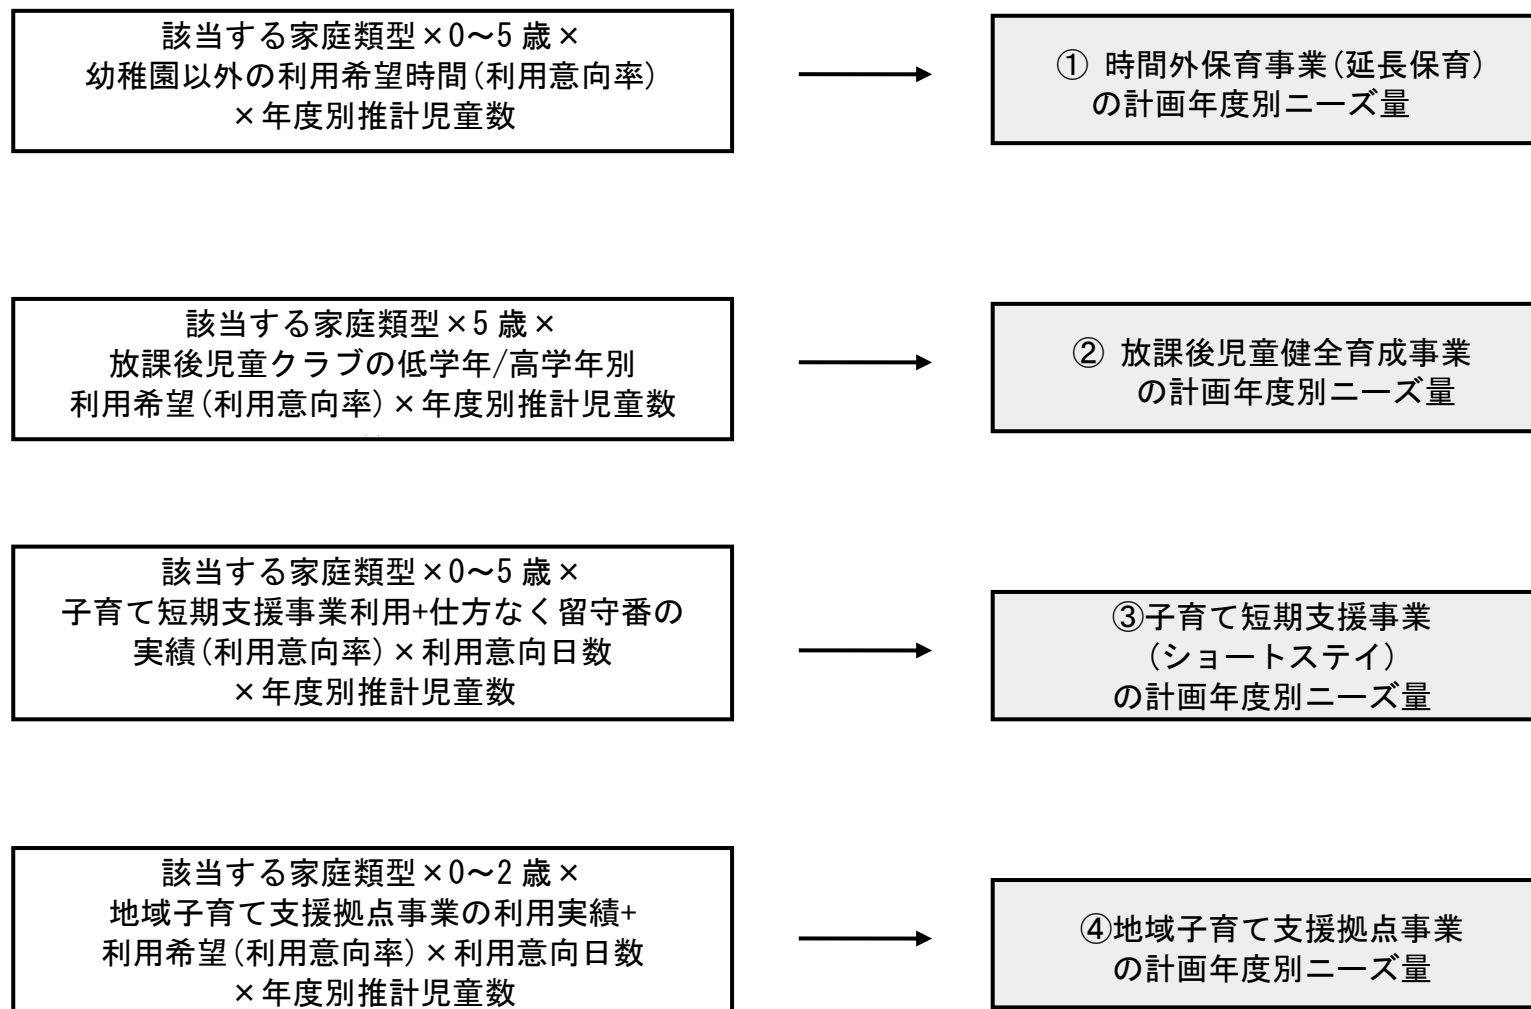 該当する家庭類型×0～5歳×
幼稚園以外の利用希望時間(利用意向率)
×年度別推計児童数
① 時間外保育事業(延長保育)
の計画年度別ニーズ量
該当する家庭類型×5歳×
放課後児童クラブの低学年/高学年別
利用希望(利用意向率)×年度別推計児童数
② 放課後児童健全育成事業
の計画年度別ニーズ量
該当する家庭類型×0～5歳×
子育て短期支援事業利用+仕方なく留守番の
実績(利用意向率)×利用意向日数
×年度別推計児童数
③子育て短期支援事業
(ショートステイ)
の計画年度別ニーズ量
該当する家庭類型×0～2歳×
地域子育て支援拠点事業の利用実績+
利用希望(利用意向率)×利用意向日数
×年度別推計児童数
④地域子育て支援拠点事業
の計画年度別ニーズ量